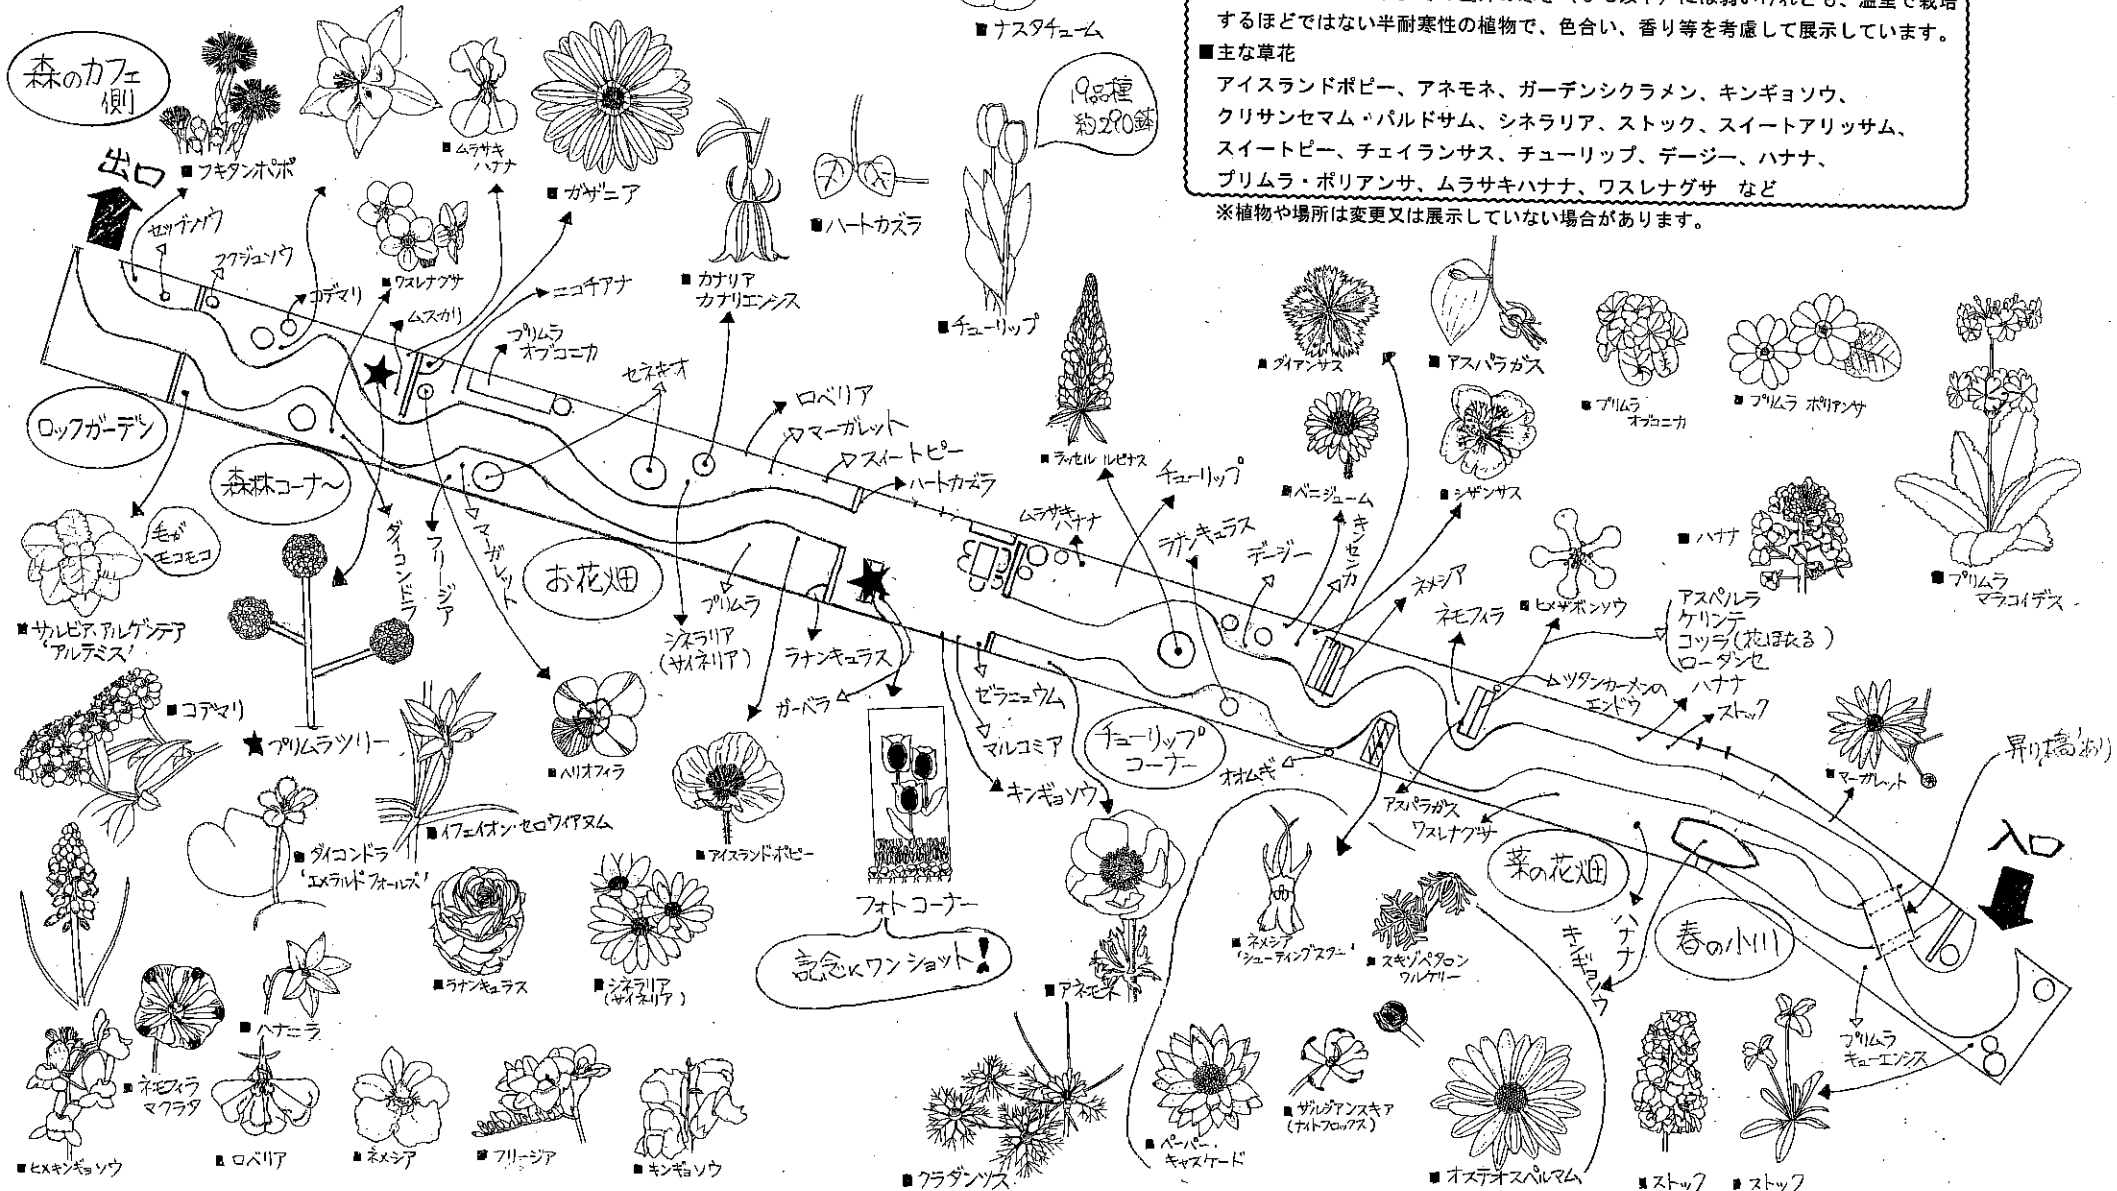 ■ナスタチューム
するほどではない半耐寒性の植物で、色合い、香り等を考慮して展示しています。
■主な草花
アイスランドポピー、アネモネ、ガーデンシクラメン、キンギョソウ、
クリサンセマム・パルドサム、シネラリア、ストック、スイートアリッサム、
スイートピー、チェイランサス、チューリップ、デージー、ハナナ、
プリムラ・ポリアンサ、ムラサキハナナ、ワスレナグサ など
※植物や場所は変更又は展示していない場合があります。
森のカフェ
側
出口
■フキタンポポ
■ムラサキ
ハナナ
■ガザニア
19品種
約290鉢
■ハートカズラ
■カナリア
カナリエンシス
■チューリップ
セツブンソウ
フクジュソウ
コデマリ
■ワスレナグサ
ムスカリ
ニコチアナ
プリムラ
オブコニカ
セネキオ
ロベリア
マーガレット
スイートピー
ハートカズラ
■ラッセルルピナス
■ダイアンサス
■アスパラガス
■プリムラ
オブコニカ
■プリムラ ポリアンサ
■ベニジューム
■シザンサス
■ハナナ
■プリムラ
マラコイデス
ロックガーデン
森林コーナ〜
お花畑
毛が
モコモコ
■サルビア・アルゲンテア
'アルテミス'
ダイコンドラ
フリージア
マーガレット
プリムラ
シネラリア
(サイネリア)
ラナンキュラス
ガーベラ
ムラサキ
ハナナ
チューリップ
ラナンキュラス
デージー
キンセンカ
ネメシア
ネモフィラ
■ヒメザボンソウ
アスペルラ
ケリンテ
コツラ(花ほたる)
ローダンセ
ツタンカーメンの
エンドウ
ハナナ
ストック
■マーガレット
昇り橋あり
入口
ゼラニュウム
マルコミア
キンギョソウ
チューリップ
コーナー
オオムギ
アスパラガス
ワスレナグサ
菜の花畑
春の小川
ハナナ
キンギョソウ
プリムラ
キューエンシス
■コデマリ
★プリムラツリー
■ヘリオフィラ
■イフェイオン・セロウィアヌム
■ダイコンドラ
'エメラルドフォールズ'
■アイスランドポピー
フォトコーナー
記念にワンショット!
■ラナンキュラス
■シネラリア
(サイネリア)
■アネモネ
■ネメシア
'シューティングスター'
■スキゾペタロン
ワルケリー
■ハナニラ
■ネモフィラ
マクラタ
■ヒメキンギョソウ
■ロベリア
■ネメシア
■フリージア
■キンギョソウ
■クラダンツス
■ペーパー・
キャスケード
■ザルジアンスキア
(ナイトフロックス)
■オステオスペルマム
■ストック
■ストック